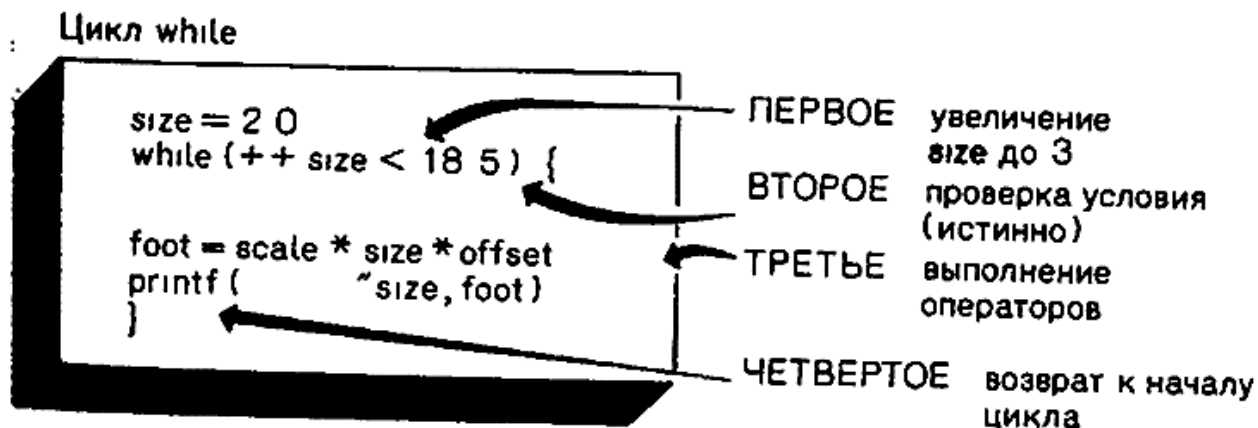 Цикл while
size = 2 0
while (+ + size < 18 5) {
foot = scale * size * offset
printf ( "size, foot)
}
ПЕРВОЕ увеличение
size до 3
ВТОРОЕ проверка условия
(истинно)
ТРЕТЬЕ выполнение
операторов
ЧЕТВЕРТОЕ возврат к началу
цикла